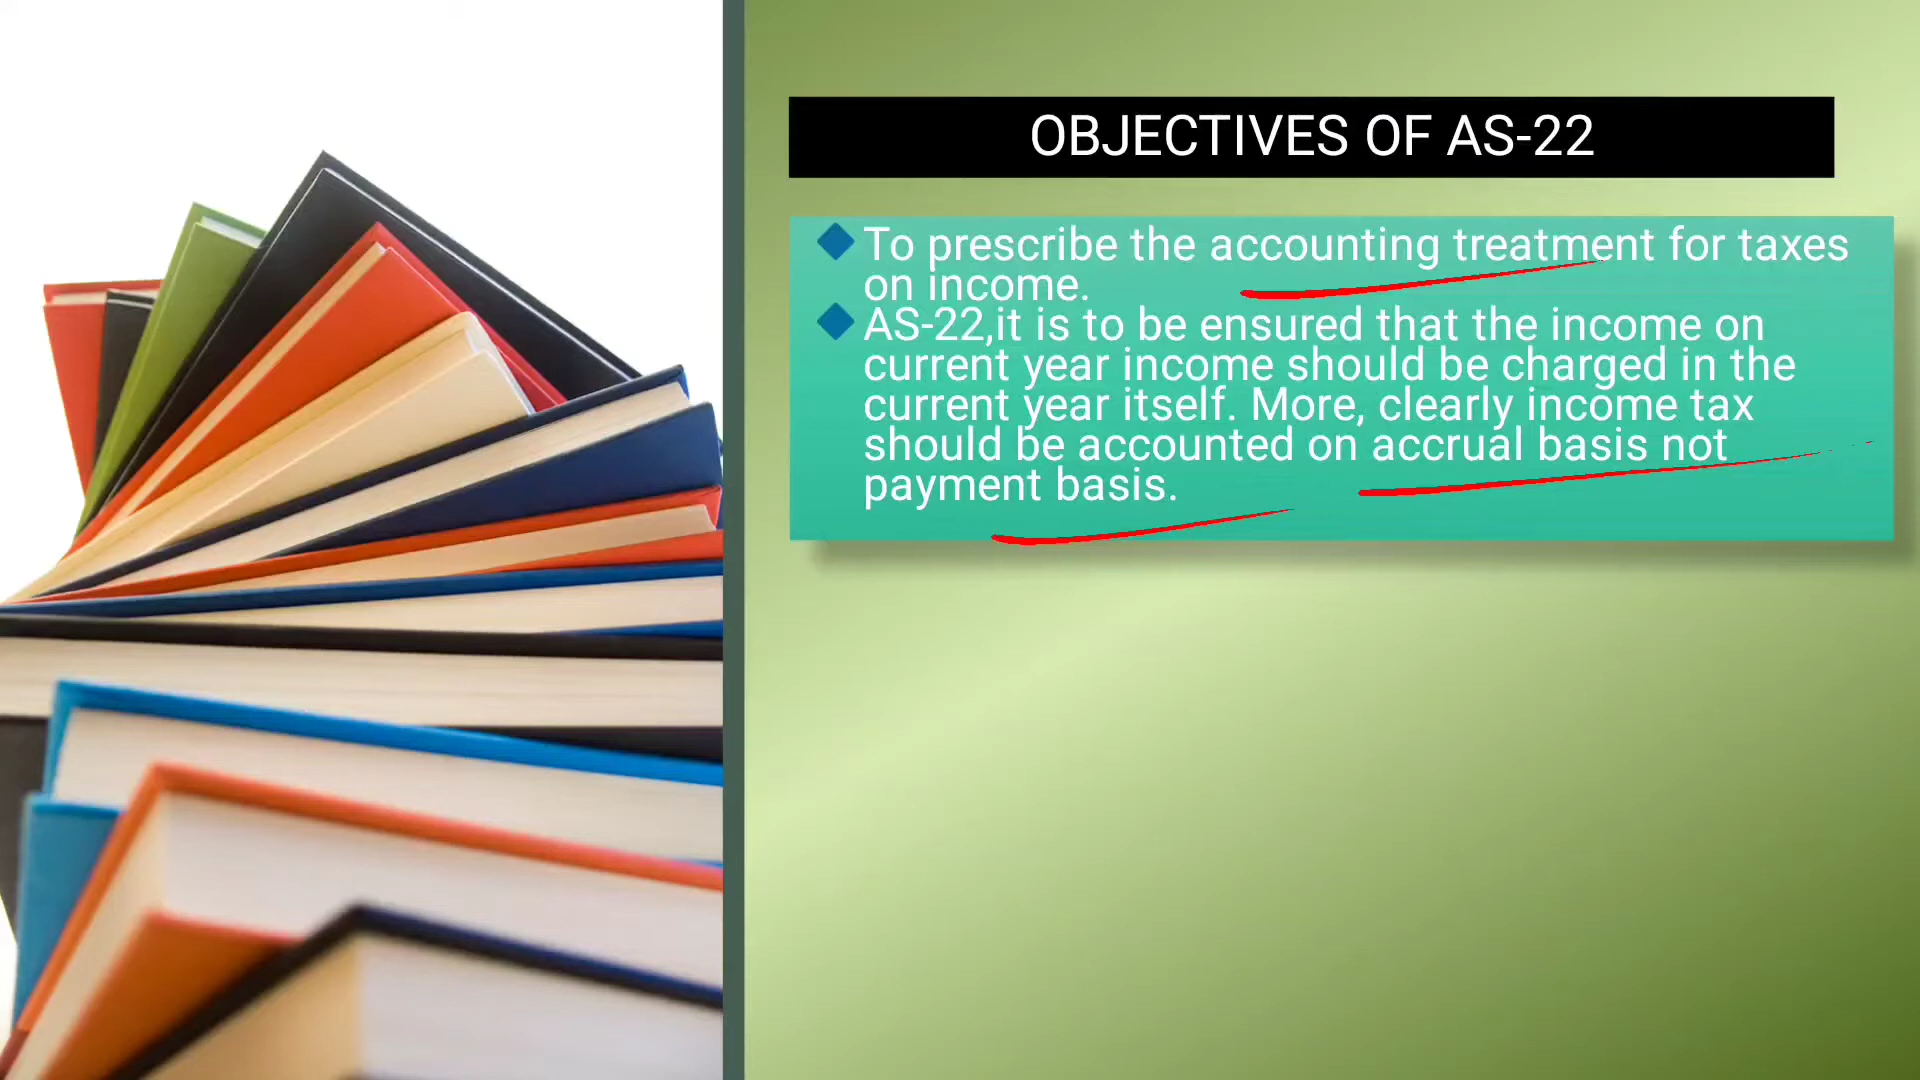 OBJECTIVES OF AS-22
To prescribe the accounting treatment for taxes
on income.
AS-22,it is to be ensured that the income on
current year income should be charged in the
current year itself. More, clearly income tax
should be accounted on accrual basis not
payment basis.